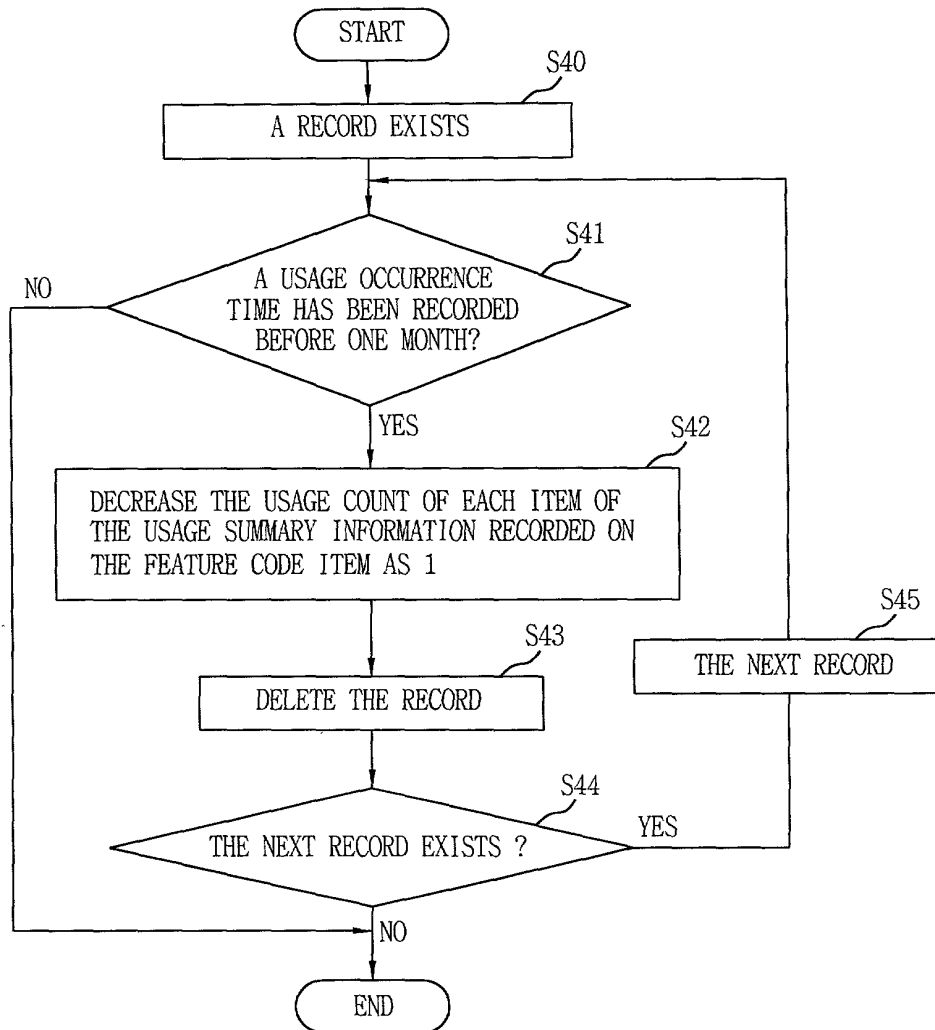 START
S40
A RECORD EXISTS
S41
A USAGE OCCURRENCE
TIME HAS BEEN RECORDED
BEFORE ONE MONTH?
NO
YES
S42
DECREASE THE USAGE COUNT OF EACH ITEM OF
THE USAGE SUMMARY INFORMATION RECORDED ON
THE FEATURE CODE ITEM AS 1
S45
THE NEXT RECORD
S43
DELETE THE RECORD
S44
THE NEXT RECORD EXISTS ?
YES
NO
END